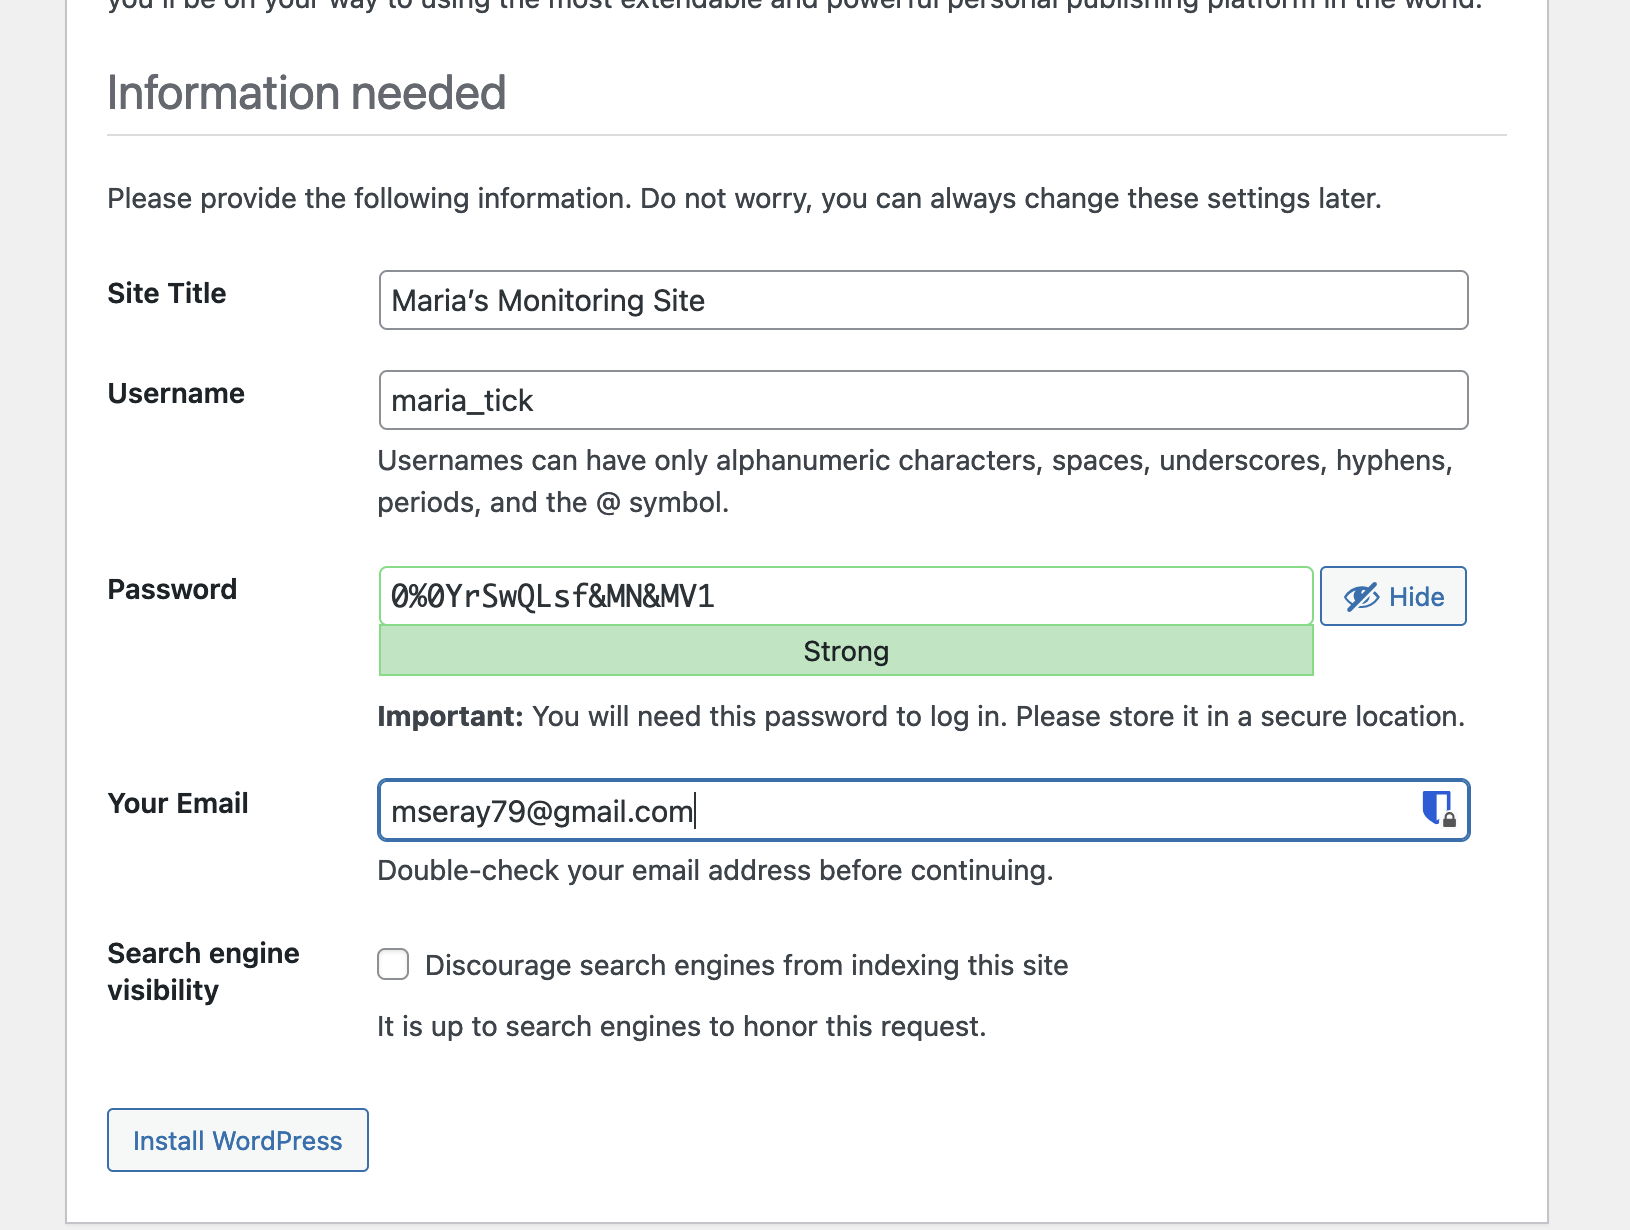 you'll be on your way to using the most extendable and powerful personal publishing platform in the world.
Information needed
Please provide the following information. Do not worry, you can always change these settings later.
Site Title
Maria’s Monitoring Site
Username
maria_tick
Usernames can have only alphanumeric characters, spaces, underscores, hyphens,
periods, and the @ symbol.
Password
0%0YrSwQLsf&MN&MV1
Hide
Strong
Important: You will need this password to log in. Please store it in a secure location.
Your Email
mseray79@gmail.com
Double-check your email address before continuing.
Search engine
visibility
Discourage search engines from indexing this site
It is up to search engines to honor this request.
Install WordPress